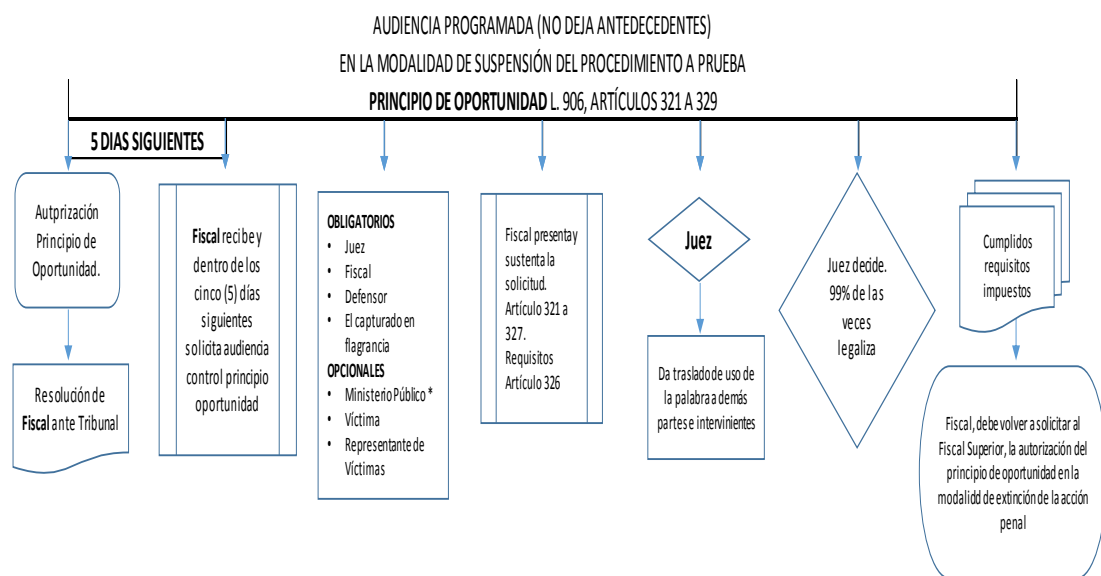 AUDIENCIA PROGRAMADA (NO DEJA ANTEDECEDENTES)
EN LA MODALIDAD DE SUSPENSIÓN DEL PROCEDIMIENTO A PRUEBA
PRINCIPIO DE OPORTUNIDAD L. 906, ARTÍCULOS 321 A 329
5 DIAS SIGUIENTES
Autprización
Principio de
Oportunidad.
Resolución de
Fiscal ante Tribunal
Fiscal recibe y
dentro de los
cinco (5) días
siguientes
solicita audiencia
control principio
oportunidad
OBLIGATORIOS
• Juez
• Fiscal
• Defensor
• El capturado en
flagrancia
OPCIONALES
• Ministerio Público *
• Víctima
• Representante de
Víctimas
Fiscal presenta y
sustenta la
solicitud.
Artículo 321 a
327.
Requisitos
Artículo 326
Juez
Da traslado de uso de
la palabra a demás
partes e intervinientes
Juez decide.
99% de las
veces
legaliza
Cumplidos
requisitos
impuestos
Fiscal, debe volver a solicitar al
Fiscal Superior, la autorización del
principio de oportunidad en la
modalidd de extinción de la acción
penal